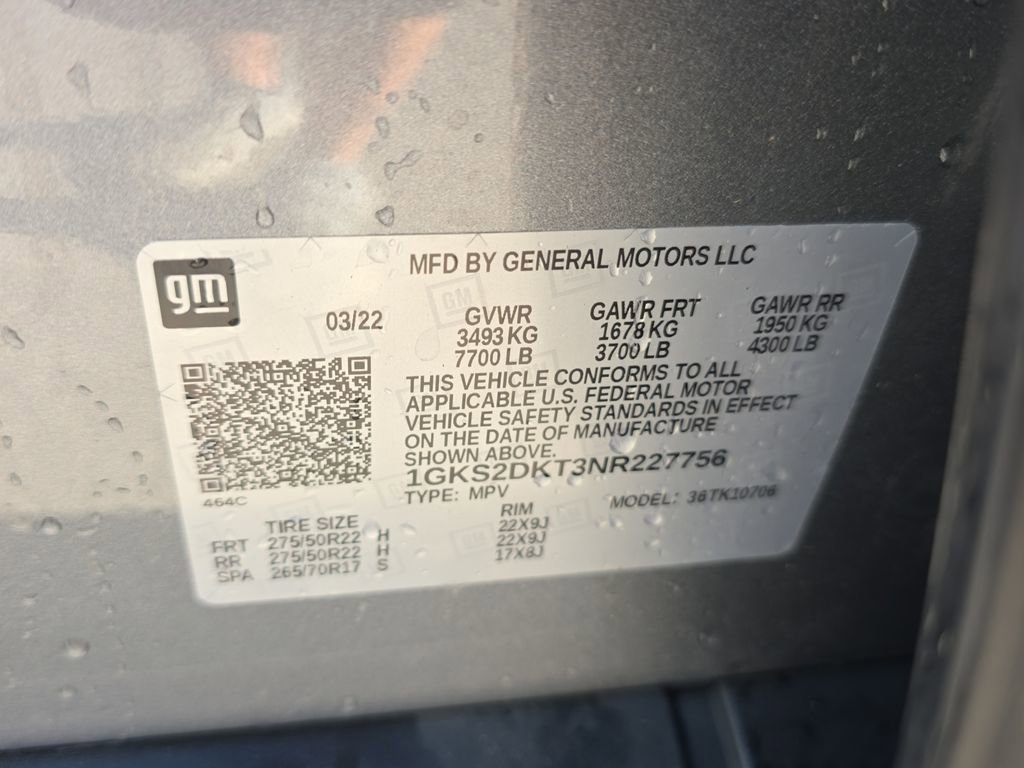 gm
MFD BY GENERAL MOTORS LLC
03/22
GVWR GAWR FRT GAWR RR
3493 KG 1678 KG 1950 KG
7700 LB 3700 LB 4300 LB
THIS VEHICLE CONFORMS TO ALL
APPLICABLE U.S. FEDERAL MOTOR
VEHICLE SAFETY STANDARDS IN EFFECT
ON THE DATE OF MANUFACTURE
SHOWN ABOVE.
1GKS2DKT3NR227756
TYPE: MPV MODEL: 36TK10706
464C
TIRE SIZE RIM
FRT 275/50R22 H 22X9J
RR 275/50R22 H 22X9J
SPA 265/70R17 S 17X8J